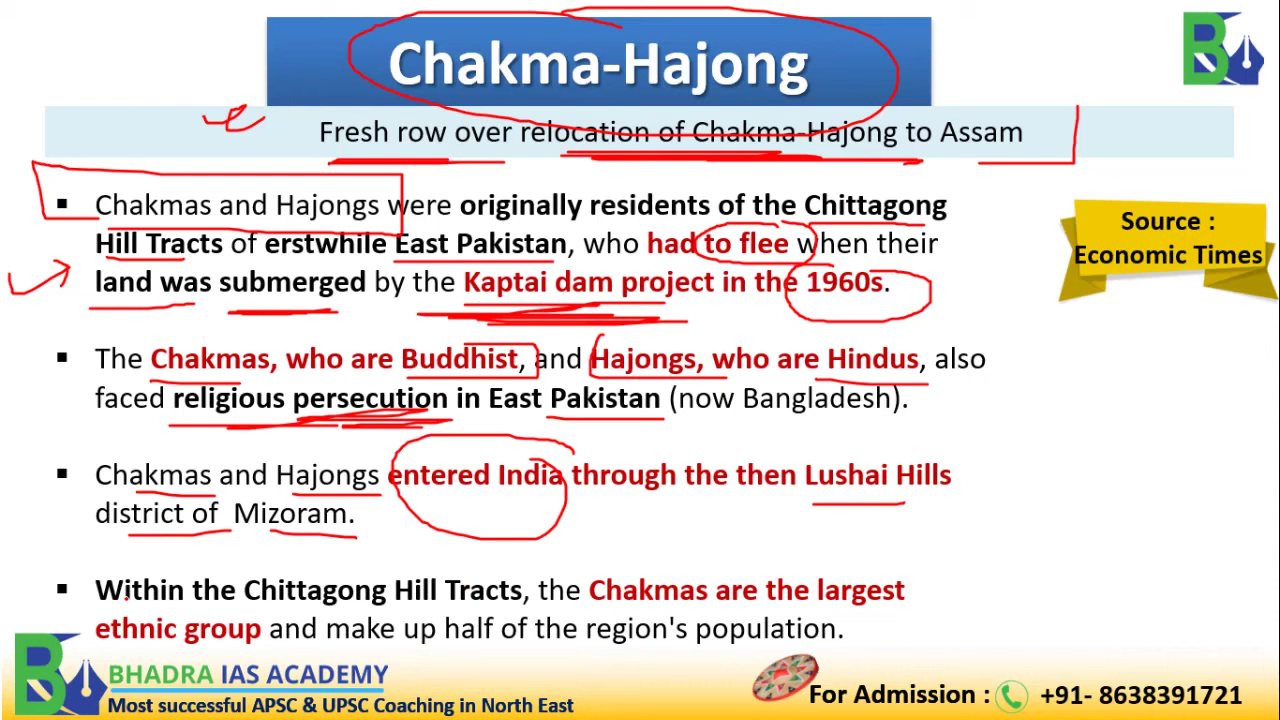 Chakma-Hajong
Fresh row over relocation of Chakma-Hajong to Assam
▪ Chakmas and Hajongs were originally residents of the Chittagong
Hill Tracts of erstwhile East Pakistan, who had to flee when their
land was submerged by the Kaptai dam project in the 1960s.
Source :
Economic Times
▪ The Chakmas, who are Buddhist, and Hajongs, who are Hindus, also
faced religious persecution in East Pakistan (now Bangladesh).
▪ Chakmas and Hajongs entered India through the then Lushai Hills
district of Mizoram.
▪ Within the Chittagong Hill Tracts, the Chakmas are the largest
ethnic group and make up half of the region's population.
BHADRA IAS ACADEMY
Most successful APSC & UPSC Coaching in North East
For Admission : +91- 8638391721